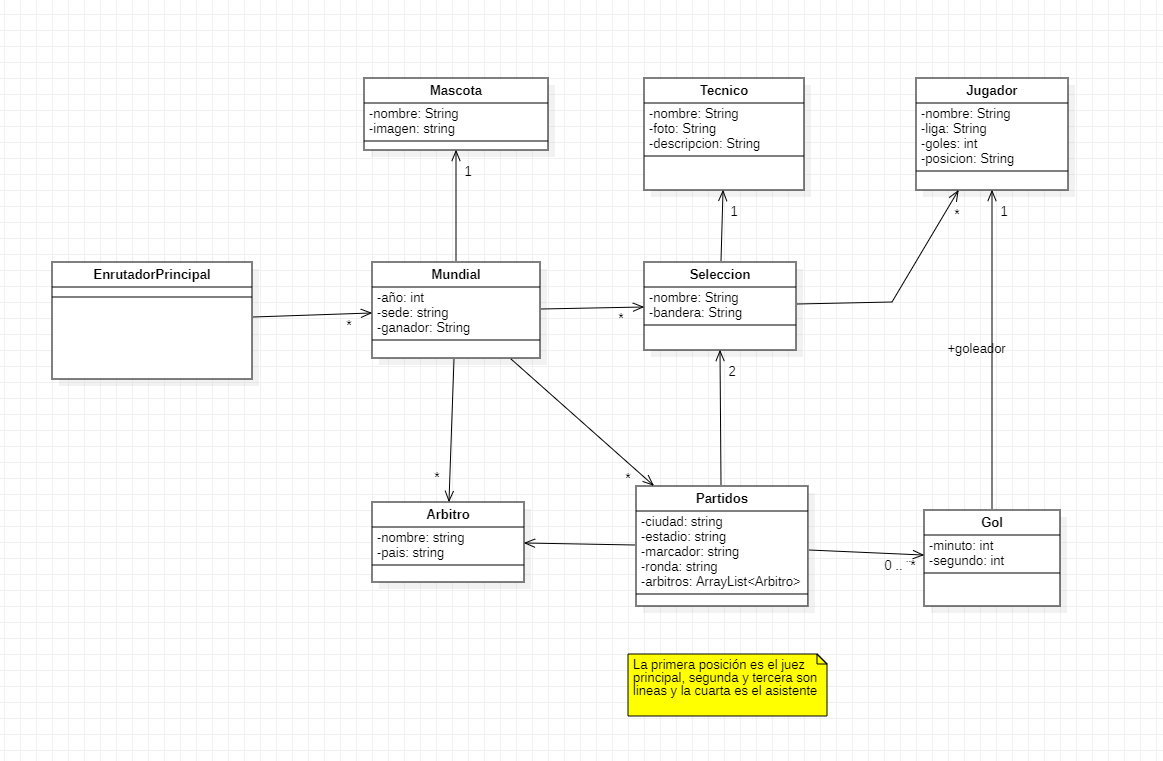 Mascota
-nombre: String
-imagen: string
Tecnico
-nombre: String
-foto: String
-descripcion: String
Jugador
-nombre: String
-liga: String
-goles: int
-posicion: String
1
1
*
1
EnrutadorPrincipal
*
Mundial
-año: int
-sede: string
-ganador: String
*
Seleccion
-nombre: String
-bandera: String
+goleador
2
*
*
Arbitro
-nombre: string
-pais: string
Partidos
-ciudad: string
-estadio: string
-marcador: string
-ronda: string
-arbitros: ArrayList<Arbitro>
0 .. *
Gol
-minuto: int
-segundo: int
La primera posición es el juez
principal, segunda y tercera son
lineas y la cuarta es el asistente